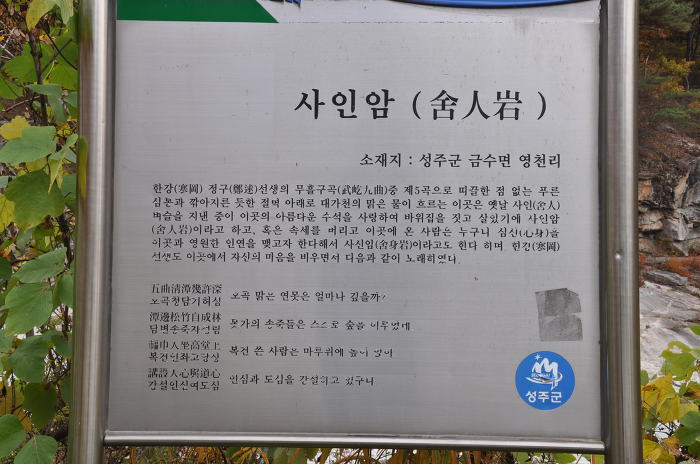 사인암 (舍人岩)
소재지 : 성주군 금수면 영천리
한강(寒岡) 정구(鄭逑)선생의 무흘구곡(武屹九曲)중 제5곡으로 띠끌한 점 없는 푸른
심본과 깎아지른 듯한 절벽 아래로 대가천의 맑은 물이 흐르는 이곳은 옛날 사인(舍人)
벼슬을 지낸 중이 이곳의 아름다운 수석을 사랑하여 바위집을 짓고 살았기에 사인암
(舍人岩)이라고 하고, 혹은 속세를 버리고 이곳에 온 사람은 누구나 심신(心身)을
이곳과 영원한 인연을 맺고자 한다해서 사신암(舍身岩)이라고도 한다 하며, 한강(寒岡)
선생도 이곳에서 자신의 마음을 비우면서 다음과 같이 노래하였다.
五曲淸潭幾許深
오곡청담기허심 오곡 맑은 연못은 얼마나 깊을까?
潭邊松竹自成林
담변송죽자성림 못가의 송죽들은 스스로 숲을 이루었네
福巾人坐高堂上
복건인좌고당상 복건 쓴 사람은 마루위에 높이 앉아
講設人心與道心
강설인심여도심 인심과 도심을 강설하고 있구나
성주군